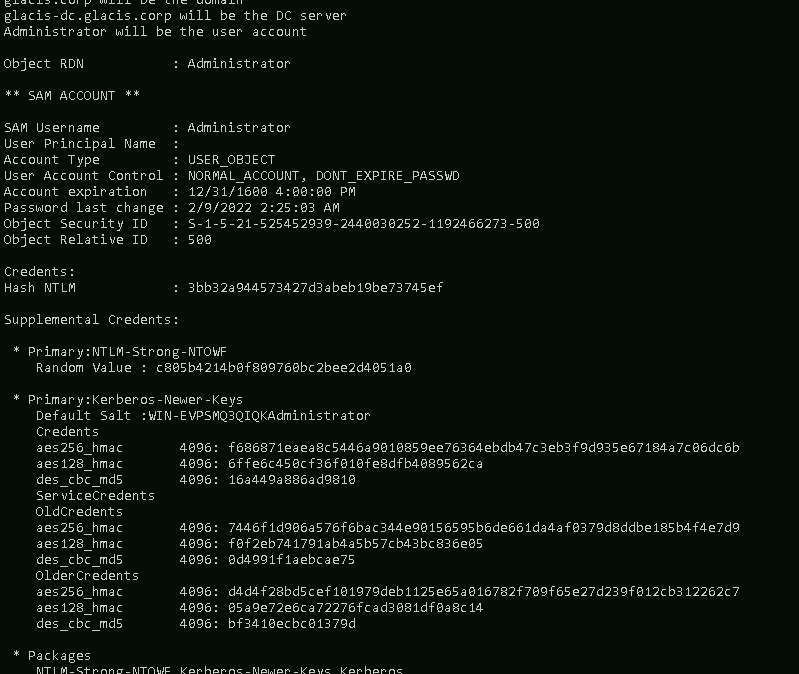 glacis.corp will be the domain
glacis-dc.glacis.corp will be the DC server
Administrator will be the user account
Object RDN : Administrator
** SAM ACCOUNT **
SAM Username : Administrator
User Principal Name :
Account Type : USER_OBJECT
User Account Control : NORMAL_ACCOUNT, DONT_EXPIRE_PASSWD
Account expiration : 12/31/1600 4:00:00 PM
Password last change : 2/9/2022 2:25:03 AM
Object Security ID : S-1-5-21-525452939-2440030252-1192466273-500
Object Relative ID : 500
Credents:
Hash NTLM : 3bb32a944573427d3abeb19be73745ef
Supplemental Credents:
* Primary:NTLM-Strong-NTOWF
Random Value : c805b4214b0f809760bc2bee2d4051a0
* Primary:Kerberos-Newer-Keys
Default Salt :WIN-EVPSMQ3QIQKAdministrator
Credents
aes256_hmac 4096: f686871eaea8c5446a9010859ee76364ebdb47c3eb3f9d935e67184a7c06dc6b
aes128_hmac 4096: 6ffe6c450cf36f010fe8dfb4089562ca
des_cbc_md5 4096: 16a449a886ad9810
ServiceCredents
OldCredents
aes256_hmac 4096: 7446f1d906a576f6bac344e90156595b6de661da4af0379d8ddbe185b4f4e7d9
aes128_hmac 4096: f0f2eb741791ab4a5b57cb43bc836e05
des_cbc_md5 4096: 0d4991f1aebcae75
OlderCredents
aes256_hmac 4096: d4d4f28bd5cef101979deb1125e65a016782f709f65e27d239f012cb312262c7
aes128_hmac 4096: 05a9e72e6ca72276fcad3081df0a8c14
des_cbc_md5 4096: bf3410ecbc01379d
* Packages
NTLM-Strong-NTOWF,Kerberos-Newer-Keys,Kerberos